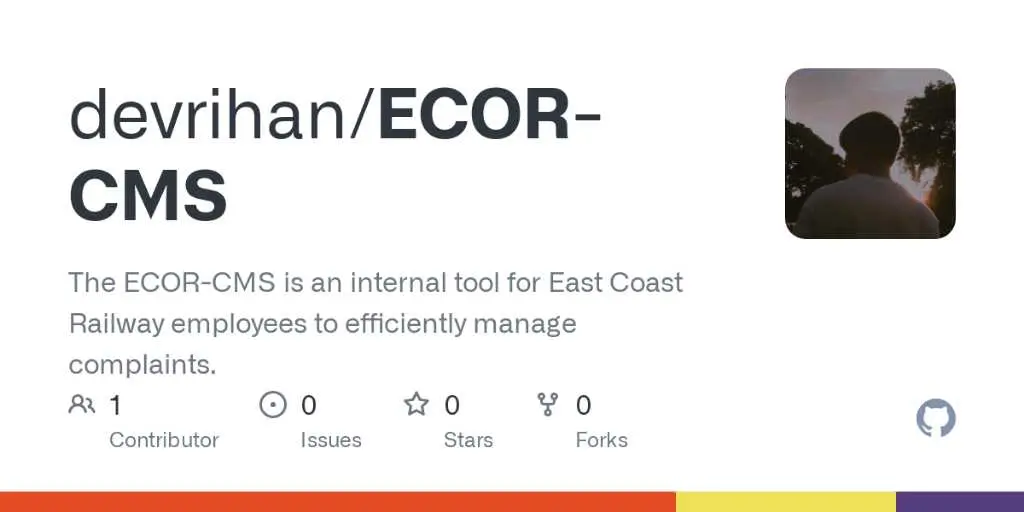 devrihan/ECOR-
CMS
The ECOR-CMS is an internal tool for East Coast
Railway employees to efficiently manage
complaints.
1 0 0 0
Contributor Issues Stars Forks